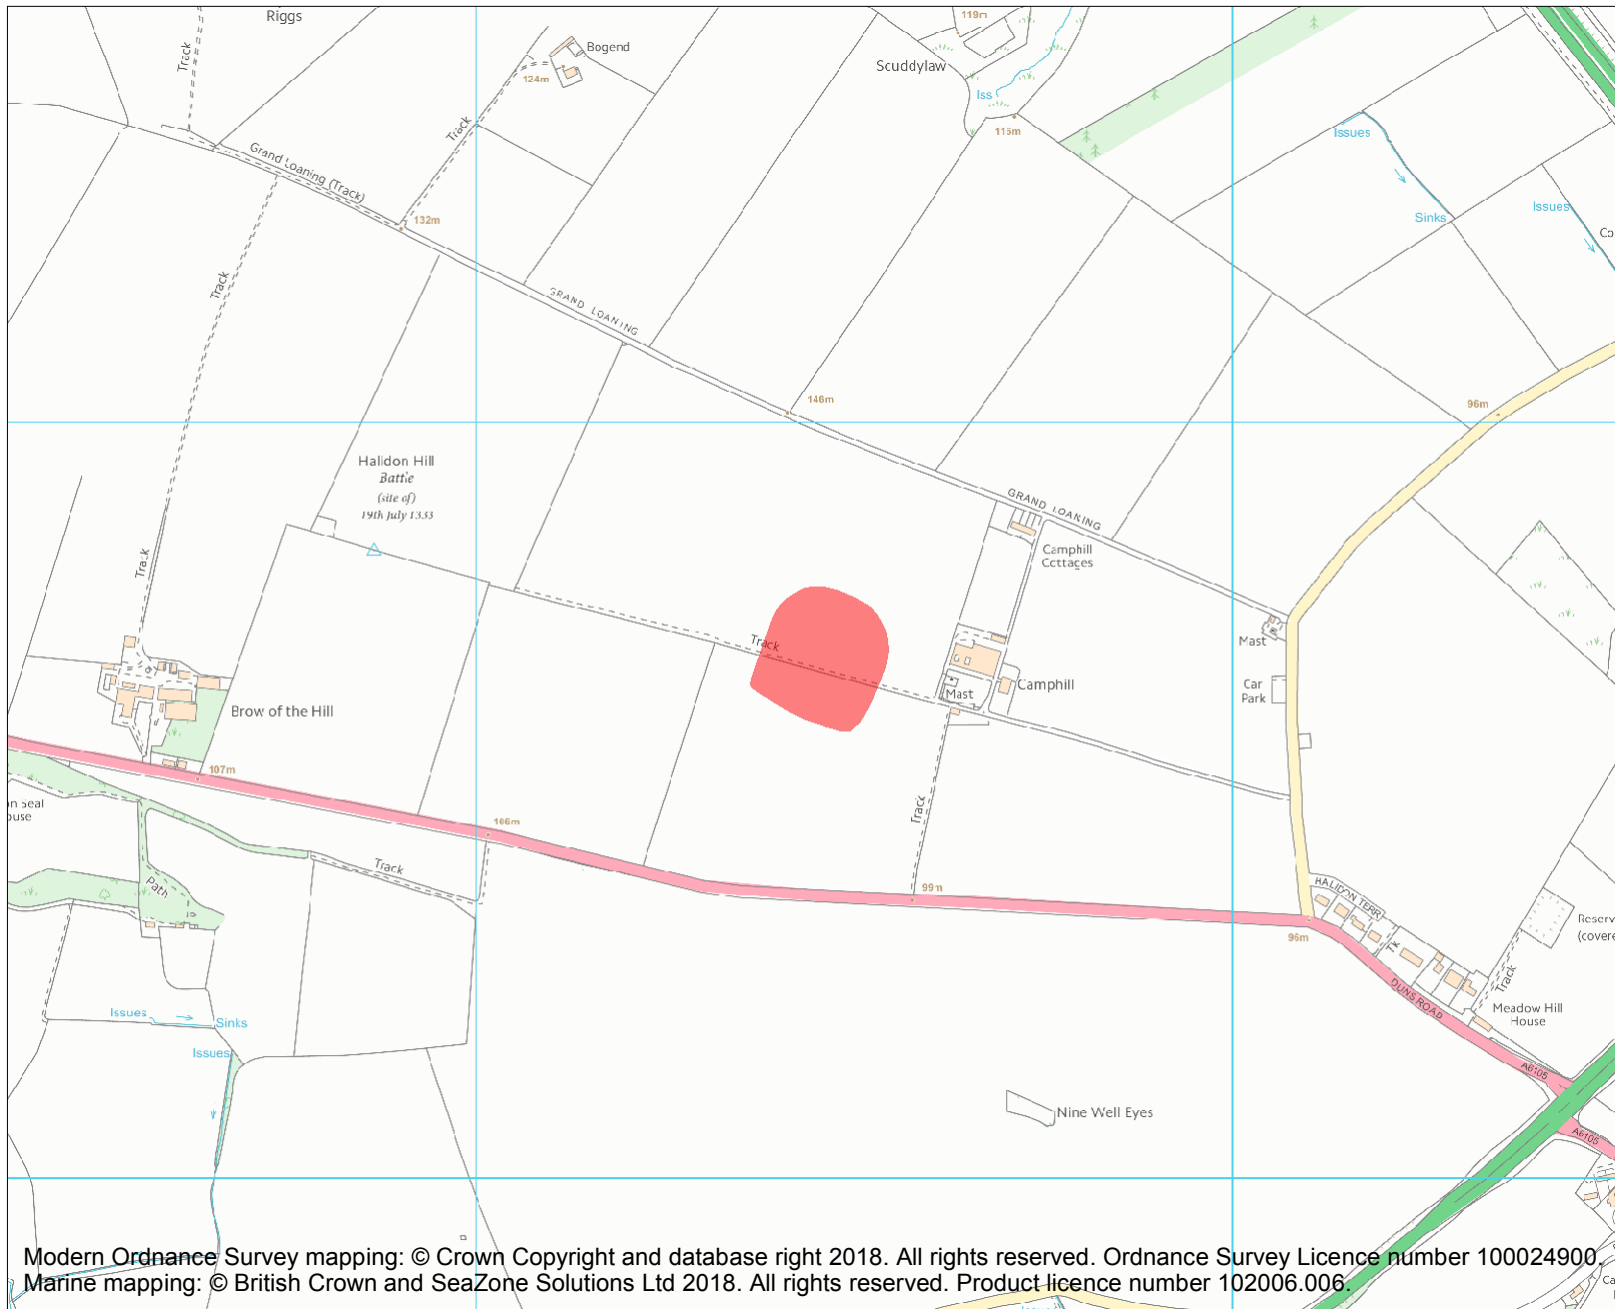 Riggs
119m
Bogend
Track
Scuddylaw
124m
Iss
Track
116m
Issues
Grand Loaning (Track)
132m
Sinks
Issues
Track
GRAND LOANING
146m
96m
Halidon Hill
Battle
(site of)
19th July 1333
GRAND LOANING
Camphill
Cottages
Track
Track
Mast
Camphill
Mast
Car
Park
Brow of the Hill
107m
106m
Track
Track
99m
Path
HALIDON TERR
96m
Tk
Track
DUNS ROAD
Meadow Hill
House
Issues
Sinks
Issues
A6105
Nine Well Eyes
A6105
Modern Ordnance Survey mapping: © Crown Copyright and database right 2018. All rights reserved. Ordnance Survey Licence number 100024900.
Marine mapping: © British Crown and SeaZone Solutions Ltd 2018. All rights reserved. Product licence number 102006.006.